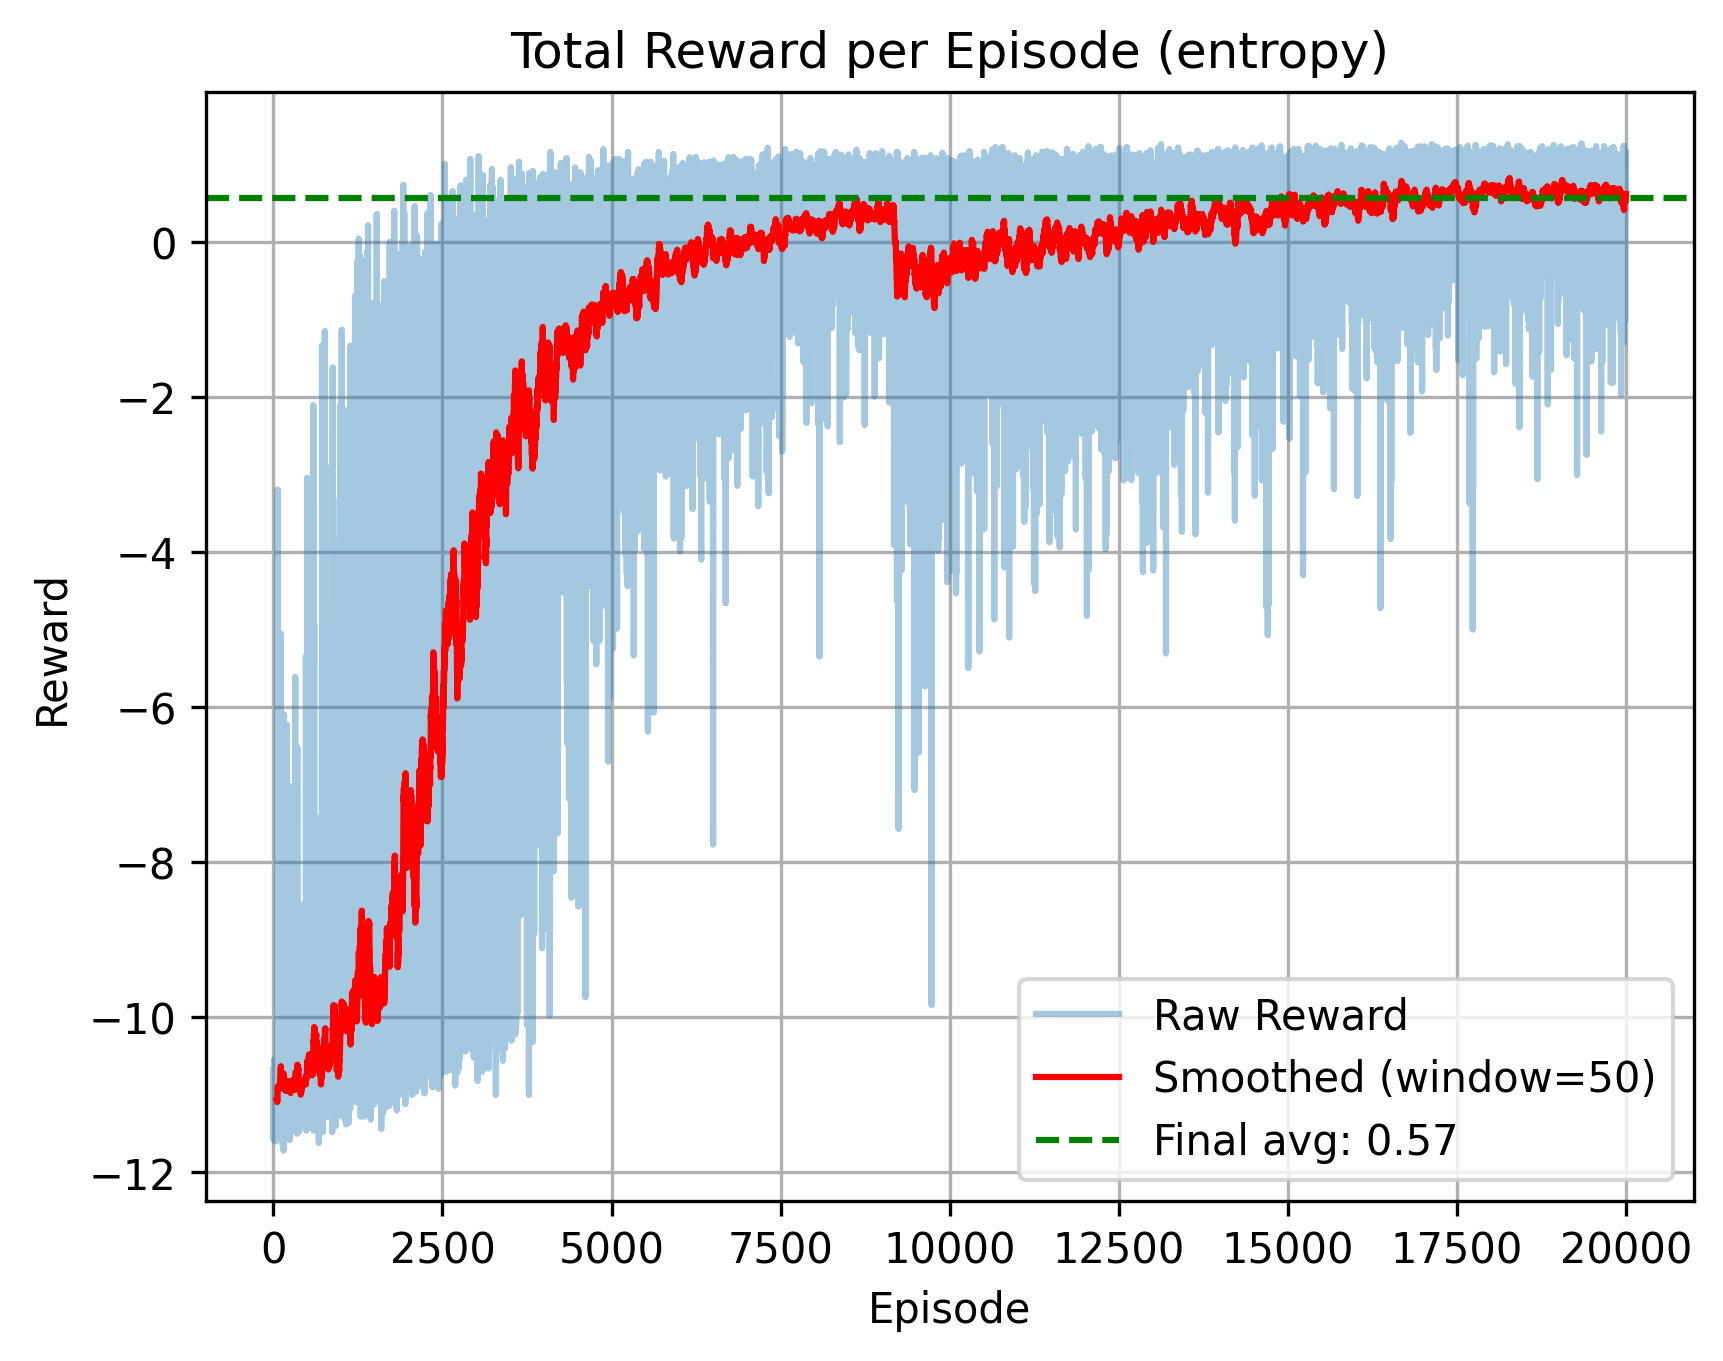 Total Reward per Episode (entropy)
Reward
0
−2
−4
−6
−8
−10
−12
0 2500 5000 7500 10000 12500 15000 17500 20000
Episode
Raw Reward
Smoothed (window=50)
Final avg: 0.57